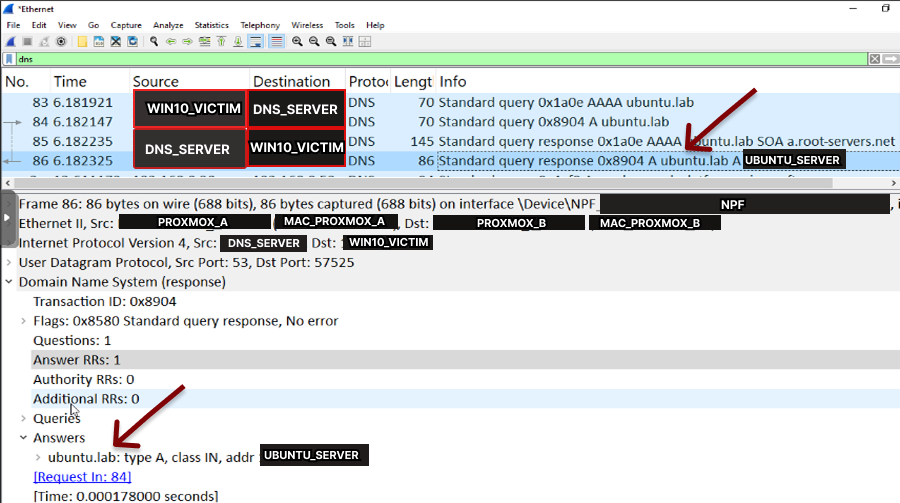 *Ethernet
File Edit View Go Capture Analyze Statistics Telephony Wireless Tools Help
dns
No. Time Source Destination Protoc Lengt Info
83 6.181921 WIN10_VICTIM DNS_SERVER DNS 70 Standard query 0x1a0e AAAA ubuntu.lab
84 6.182147 DNS 70 Standard query 0x8904 A ubuntu.lab
85 6.182235 DNS_SERVER WIN10_VICTIM DNS 145 Standard query response 0x1a0e AAAA ubuntu.lab SOA a.root-servers.net
86 6.182325 DNS 86 Standard query response 0x8904 A ubuntu.lab A UBUNTU_SERVER
Frame 86: 86 bytes on wire (688 bits), 86 bytes captured (688 bits) on interface \Device\NPF_ NPF , i
Ethernet II, Src: PROXMOX_A (MAC_PROXMOX_A ), Dst: PROXMOX_B ( MAC_PROXMOX_B )
Internet Protocol Version 4, Src: DNS_SERVER Dst: WIN10_VICTIM
User Datagram Protocol, Src Port: 53, Dst Port: 57525
Domain Name System (response)
Transaction ID: 0x8904
Flags: 0x8580 Standard query response, No error
Questions: 1
Answer RRs: 1
Authority RRs: 0
Additional RRs: 0
Queries
Answers
ubuntu.lab: type A, class IN, addr UBUNTU_SERVER
[Request In: 84]
[Time: 0.000178000 seconds]